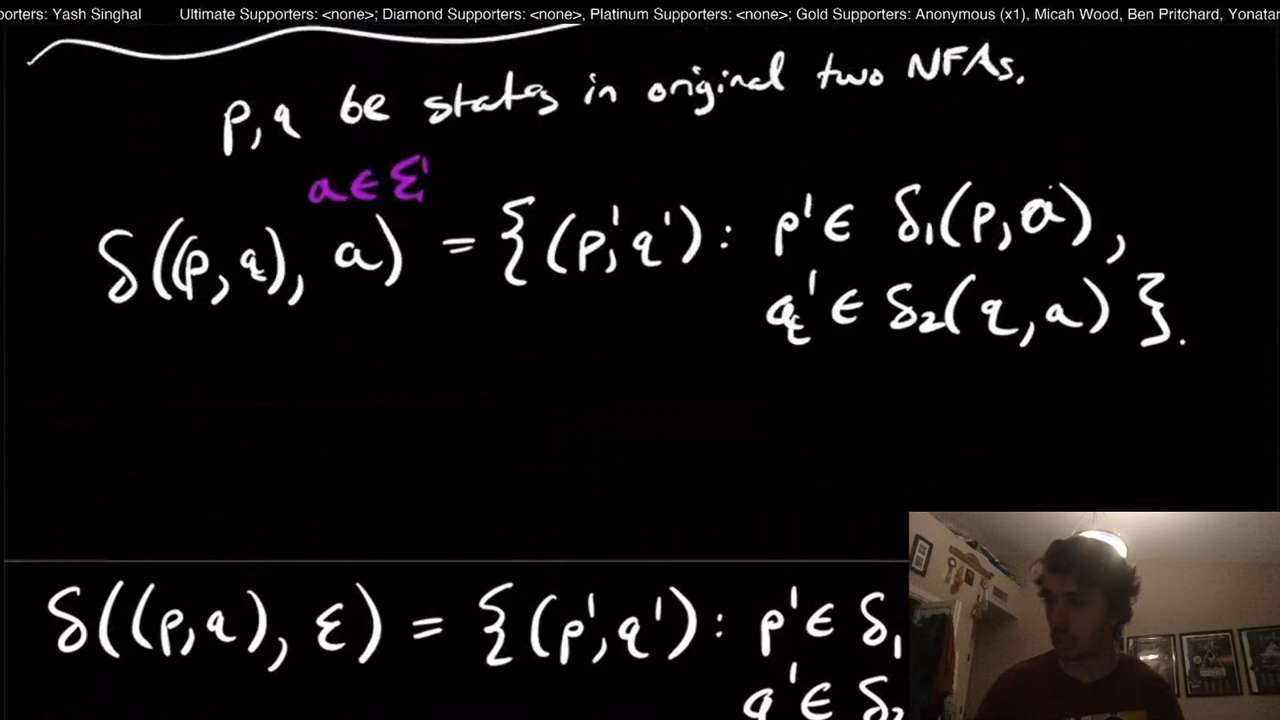 porters: Yash Singhal Ultimate Supporters: <none>; Diamond Supporters: <none>, Platinum Supporters: <none>; Gold Supporters: Anonymous (x1), Micah Wood, Ben Pritchard, Yonatan
p, q be states in original two NFAs.
a ∈ Σ
δ((p, q), a) = {(p', q') : p' ∈ δ₁(p, a),
q' ∈ δ₂(q, a)}.
δ((p, q), ε) = {(p', q') : p' ∈ δ₁
q' ∈ δ₂